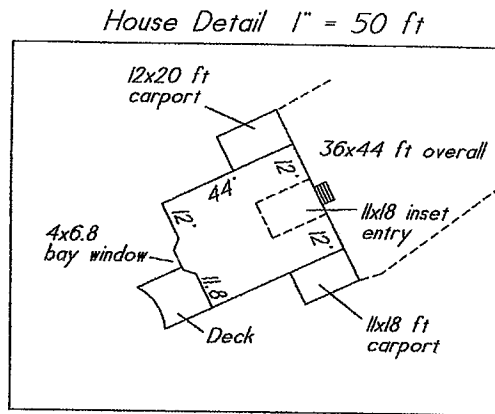 House Detail 1" = 50 ft
12x20 ft
carport
36x44 ft overall
44'
12'
11x18 inset
entry
12'
12'
4x6.8
bay window
11.8
Deck
11x18 ft
carport